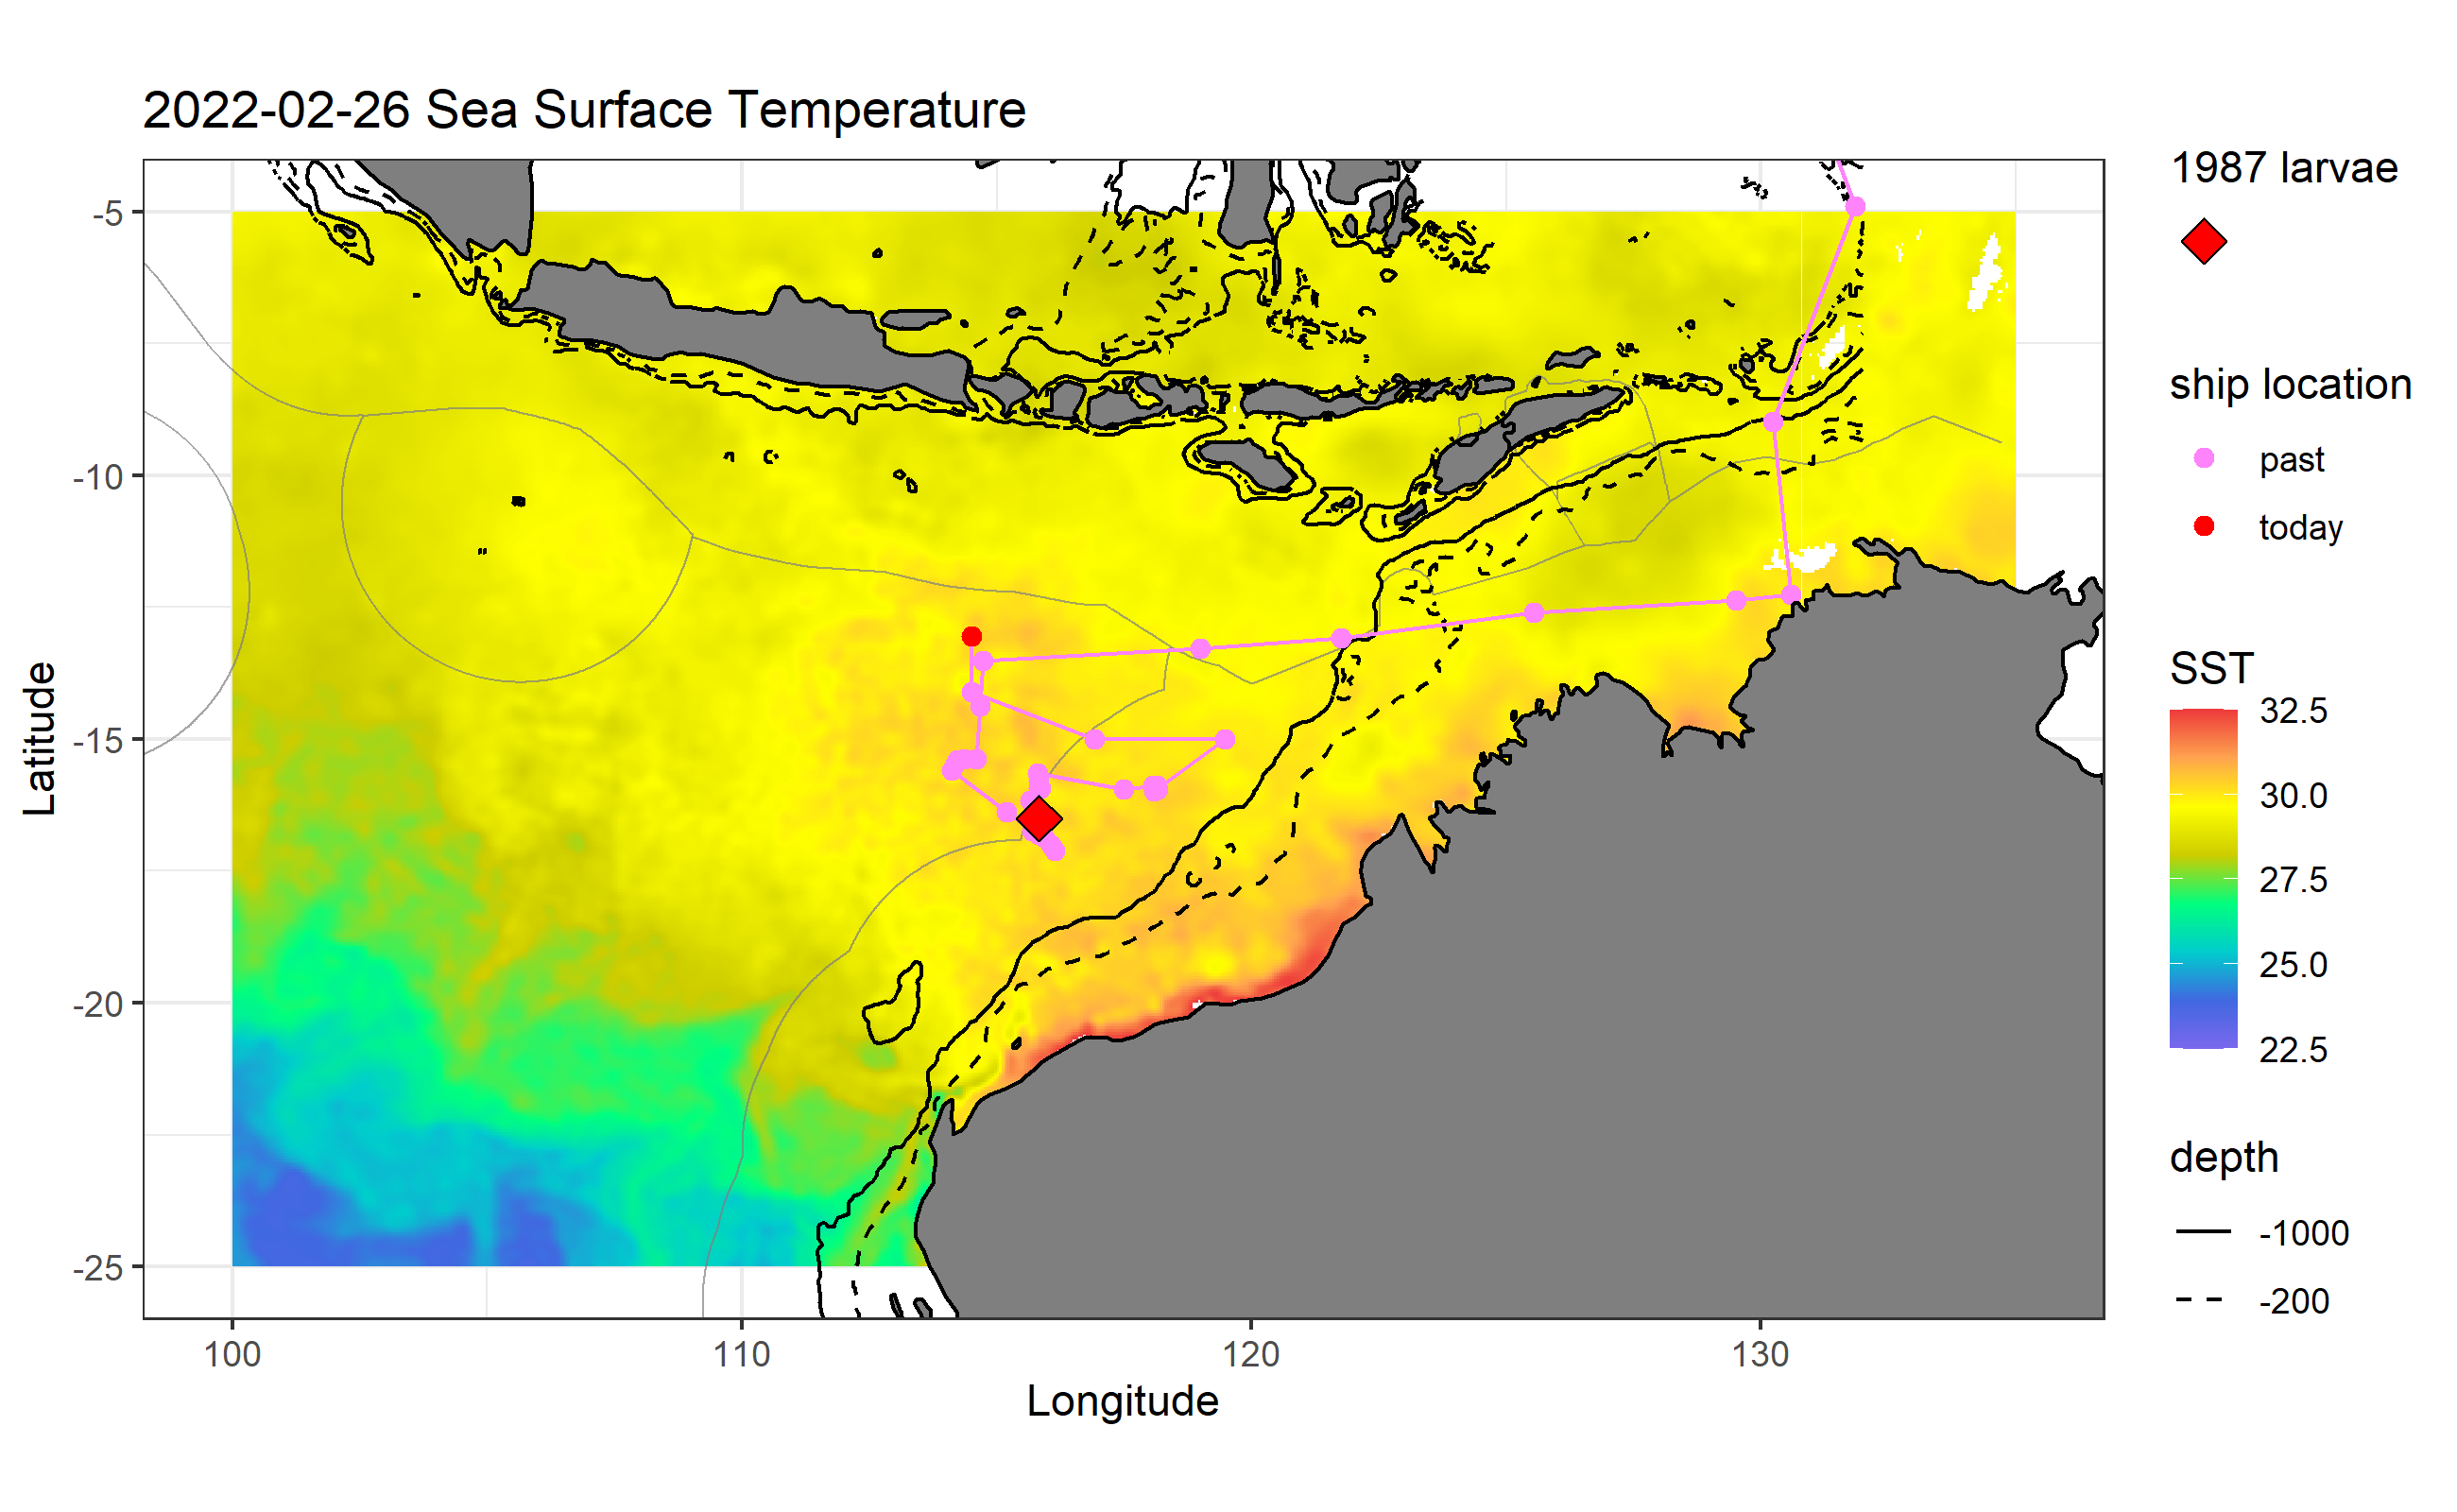 2022-02-26 Sea Surface Temperature
-5
-10
-15
-20
-25
Latitude
100
110
120
130
Longitude
1987 larvae
ship location
past
today
SST
32.5
30.0
27.5
25.0
22.5
depth
-1000
-200